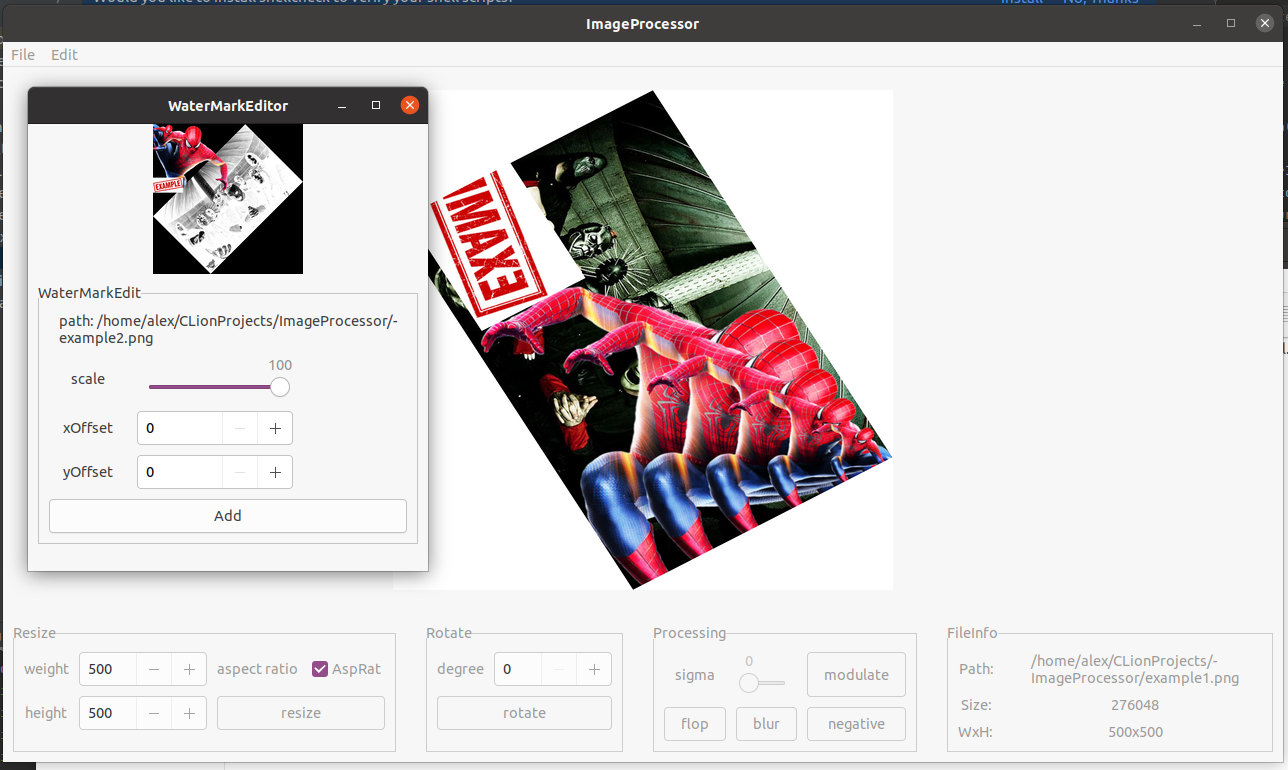 Would you like to install shellcheck to verify your shell scripts?
Install
No, Thanks
ImageProcessor
File Edit
WaterMarkEditor
EXAMPLE
WaterMarkEdit
path: /home/alex/CLionProjects/ImageProcessor/-
example2.png
100
scale
xOffset 0
yOffset 0
Add
Resize
weight 500 aspect ratio AspRat
height 500 resize
Rotate
degree 0
rotate
Processing
0
sigma modulate
flop blur negative
FileInfo
Path: /home/alex/CLionProjects/-
ImageProcessor/example1.png
Size: 276048
WxH: 500x500